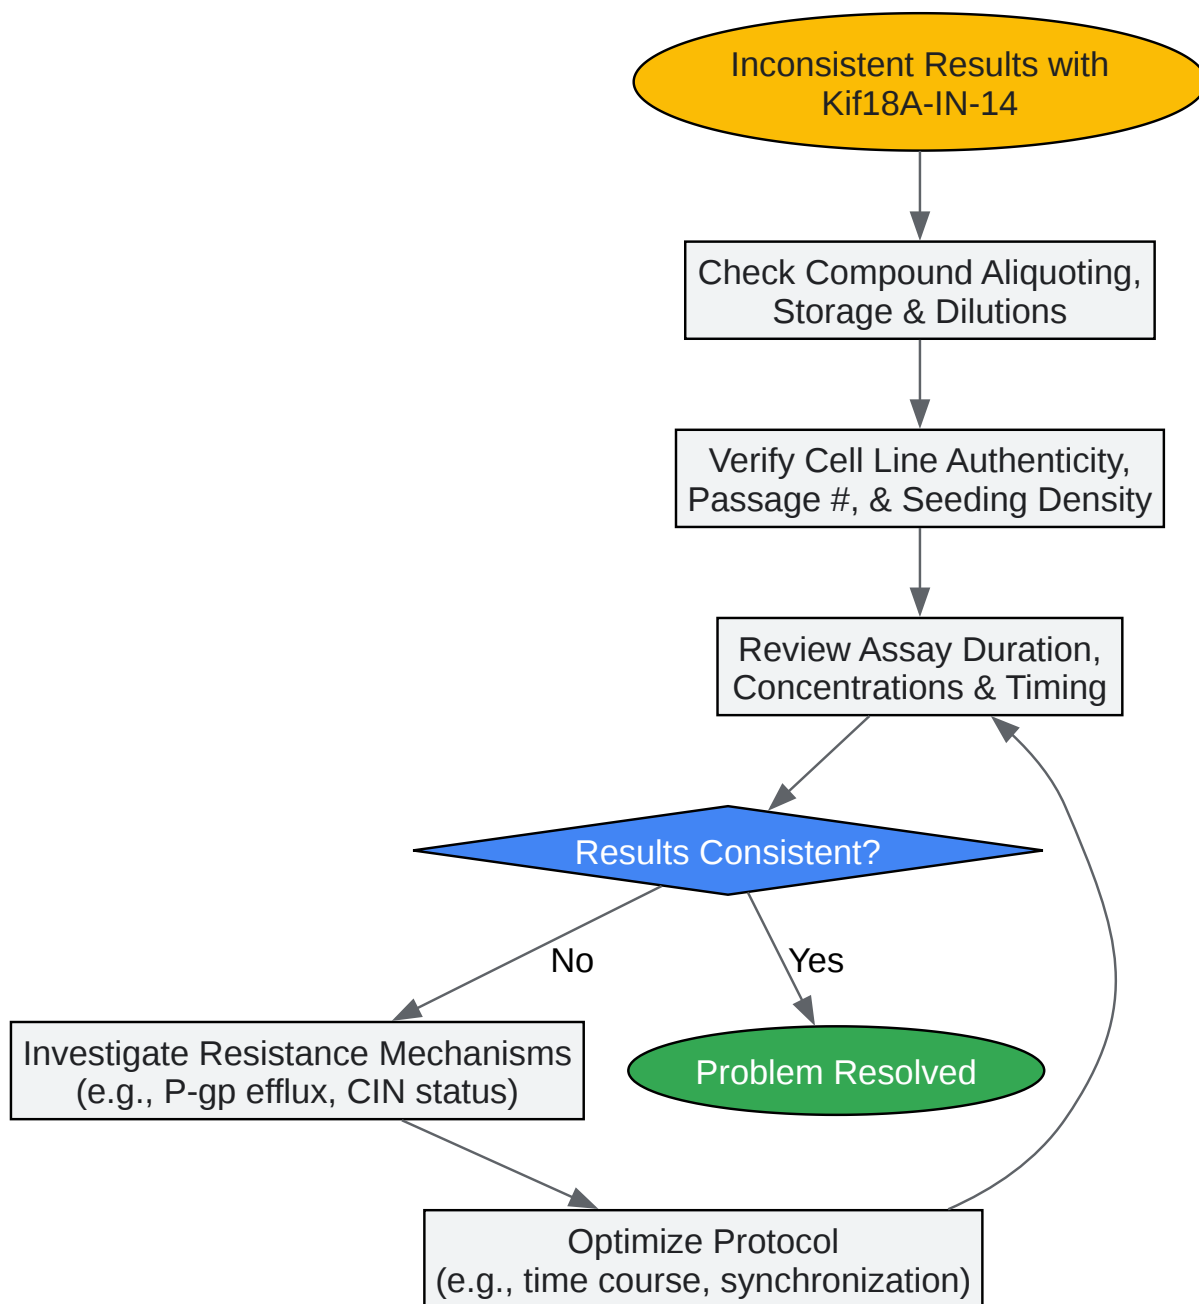 Inconsistent Results with
Kif18A-IN-14
Check Compound Aliquoting,
Storage & Dilutions
Verify Cell Line Authenticity,
Passage #, & Seeding Density
Review Assay Duration,
Concentrations & Timing
Results Consistent?
No
Yes
Investigate Resistance Mechanisms
(e.g., P-gp efflux, CIN status)
Problem Resolved
Optimize Protocol
(e.g., time course, synchronization)